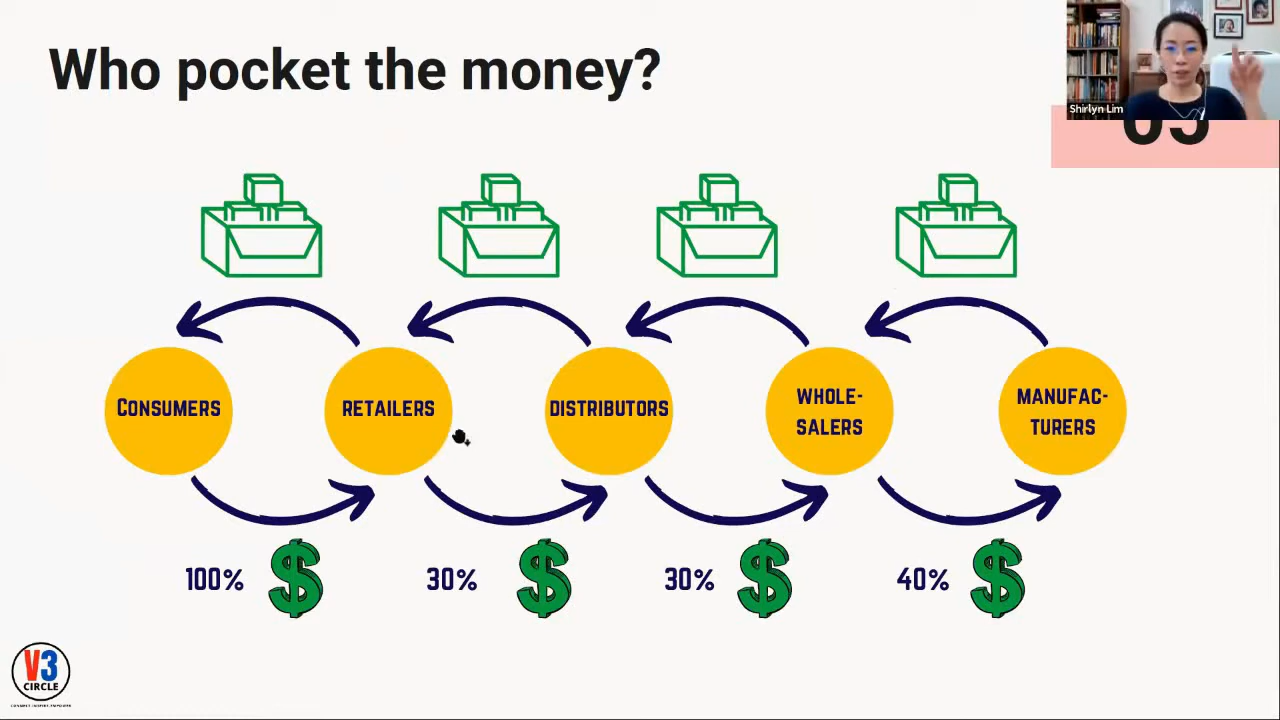 Who pocket the money?
Shirlyn Lim
CONSUMERS
RETAILERS
DISTRIBUTORS
WHOLE-
SALERS
MANUFAC-
TURERS
100%
30%
30%
40%
V3
CIRCLE